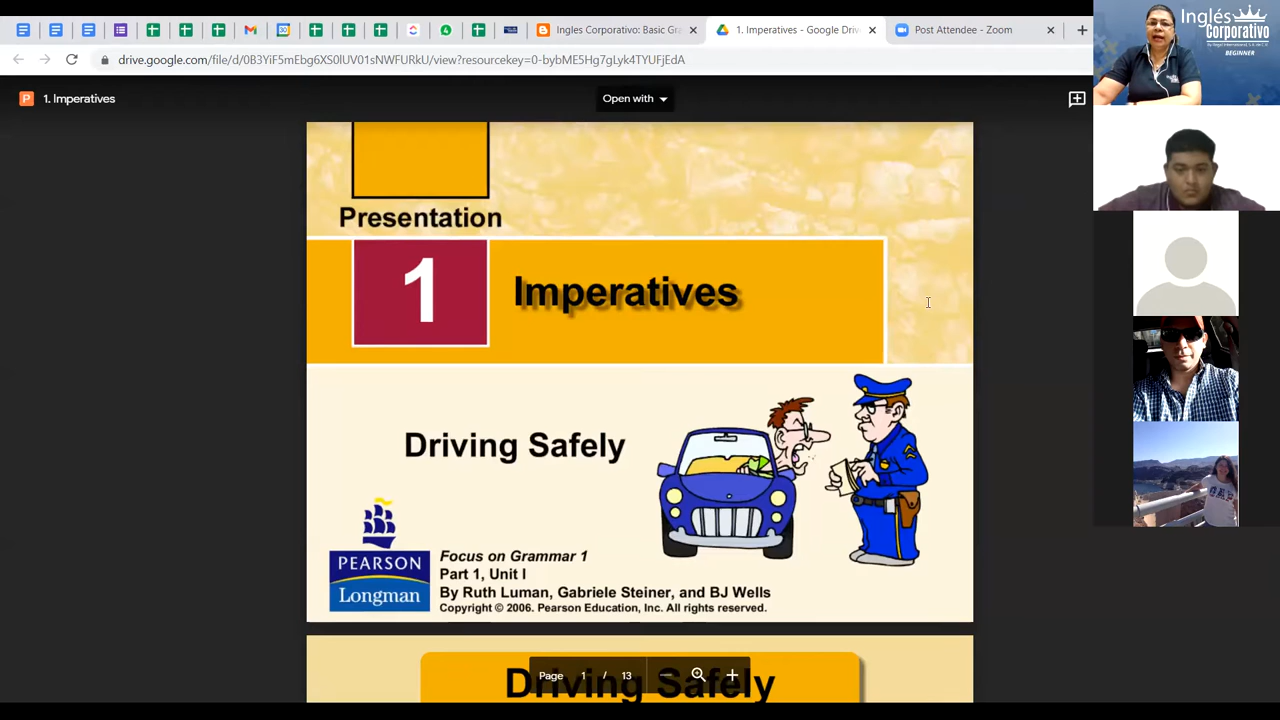 Ingles Corporativo: Basic Gra
1. Imperatives - Google Driv
Post Attendee - Zoom
drive.google.com/file/d/0B3YiF5mEbg6XS0lUV01sNWFURkU/view?resourcekey=0-bybME5Hg7gLyk4TYUFjEdA
P
1. Imperatives
Open with
Presentation
1
Imperatives
Driving Safely
PEARSON
Longman
Focus on Grammar 1
Part 1, Unit I
By Ruth Luman, Gabriele Steiner, and BJ Wells
Copyright © 2006. Pearson Education, Inc. All rights reserved.
Driving Safely
Page 1 / 13
Inglés
Corporativo
BEGINNER